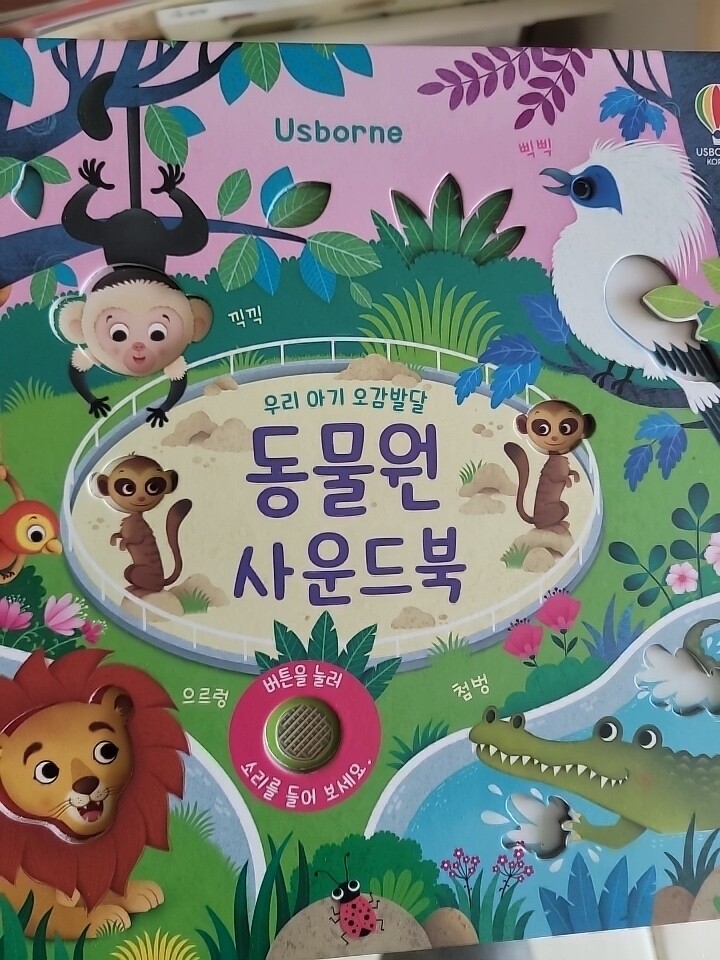 Usborne
삑삑
끽끽
우리 아기 오감발달
동물원
사운드북
으르렁
첨벙
버튼을 눌러
소리를 들어 보세요.